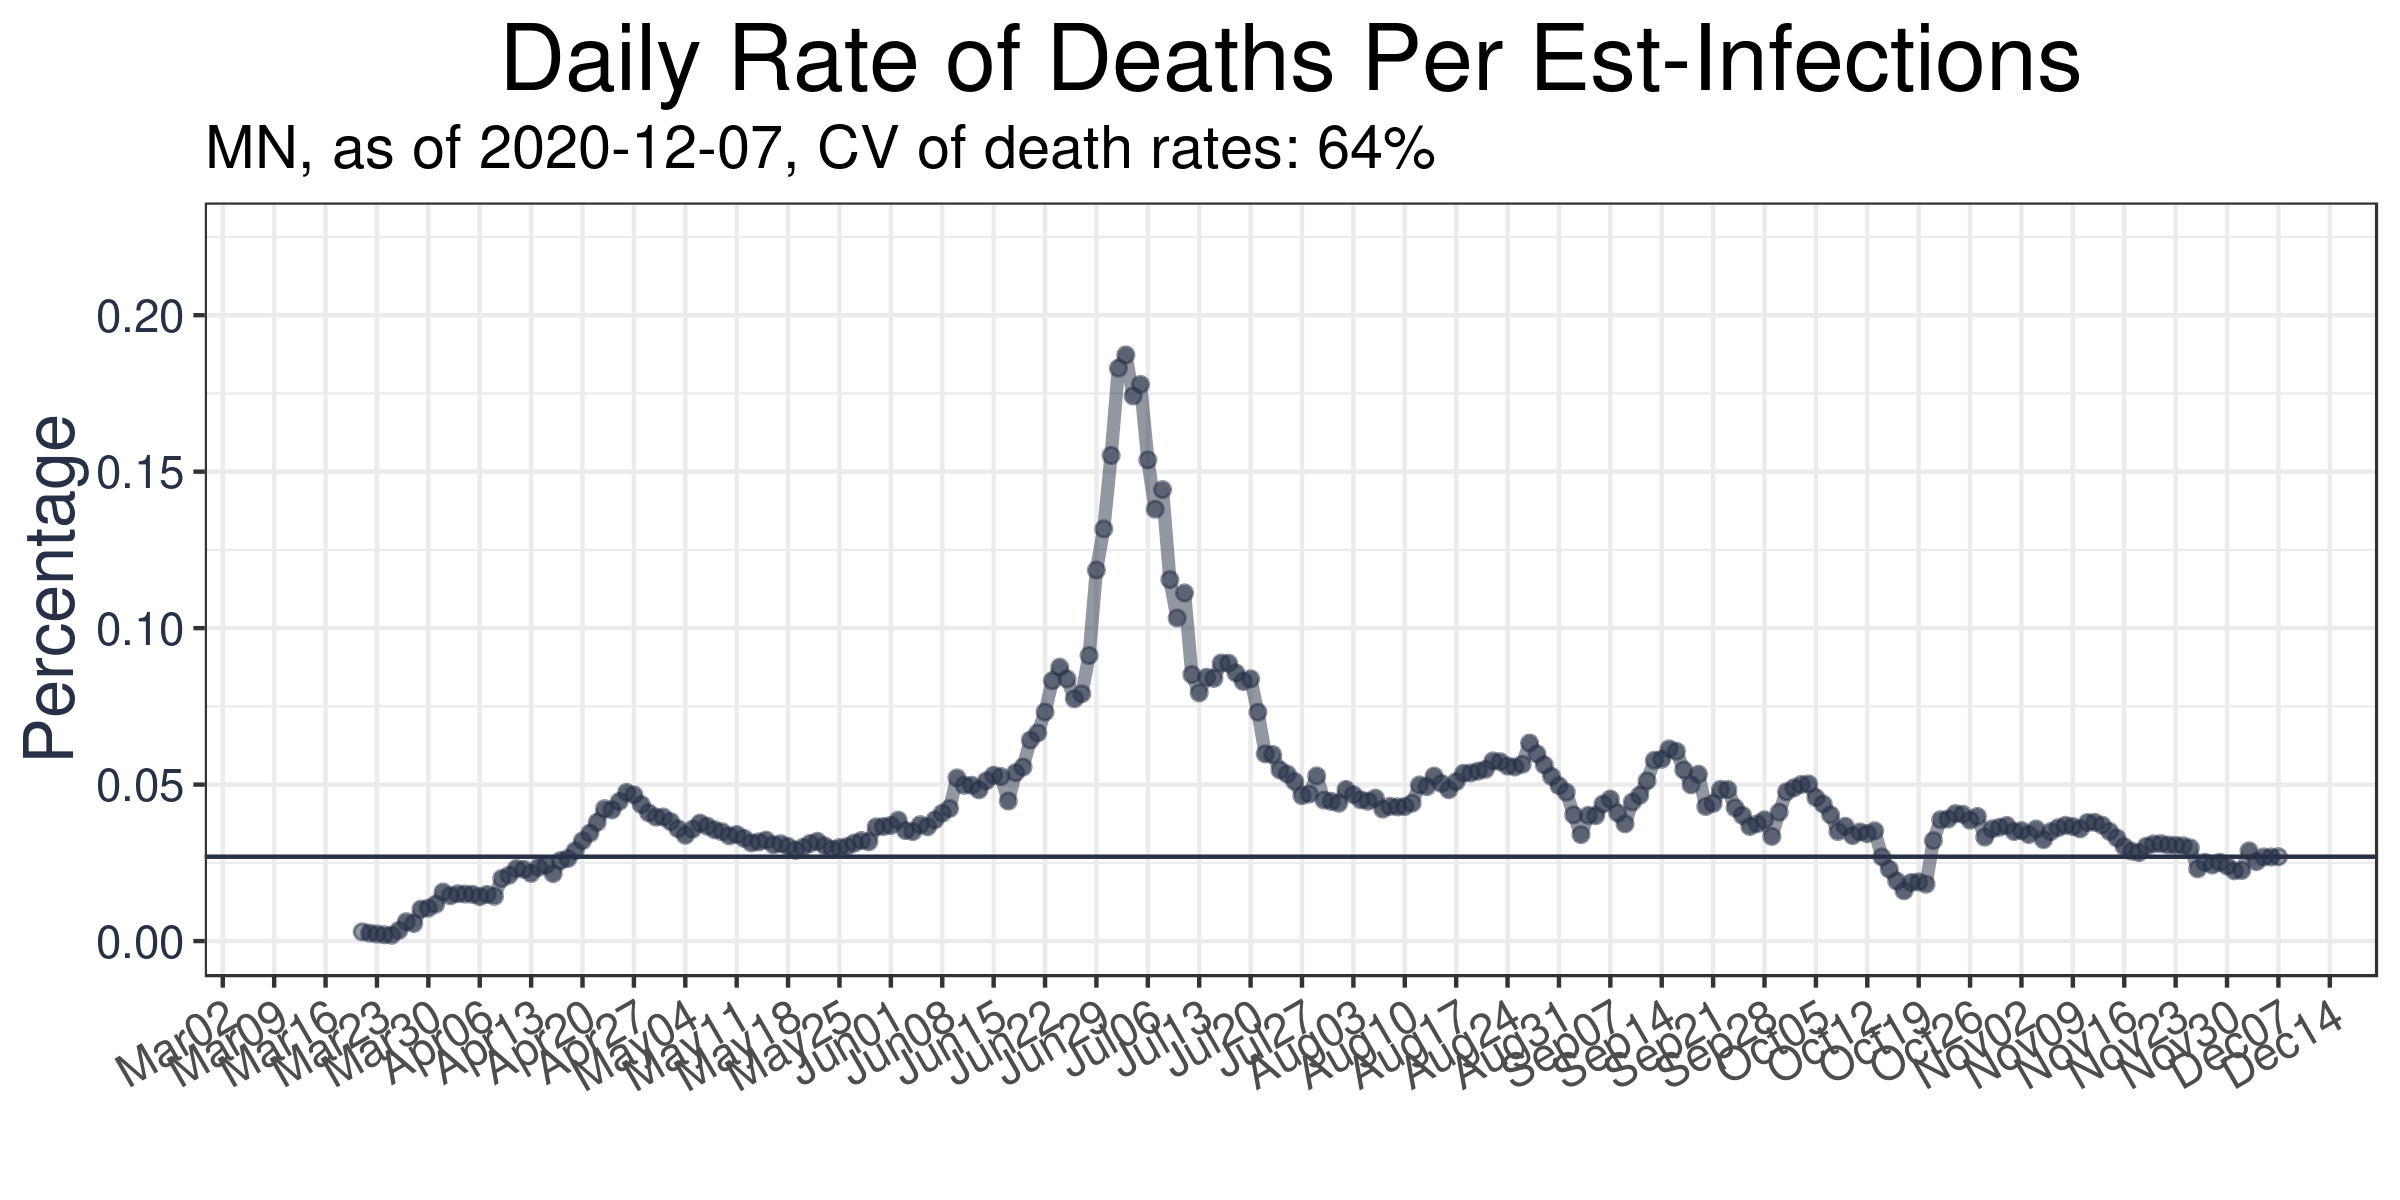 Daily Rate of Deaths Per Est-Infections
MN, as of 2020-12-07, CV of death rates: 64%
Percentage
0.20
0.15
0.10
0.05
0.00
Mar02
Mar09
Mar16
Mar23
Mar30
Apr06
Apr13
Apr20
Apr27
May04
May11
May18
May25
Jun01
Jun08
Jun15
Jun22
Jun29
Jul06
Jul13
Jul20
Jul27
Aug03
Aug10
Aug17
Aug24
Aug31
Sep07
Sep14
Sep21
Sep28
Oct05
Oct12
Oct19
Oct26
Nov02
Nov09
Nov16
Nov23
Nov30
Dec07
Dec14